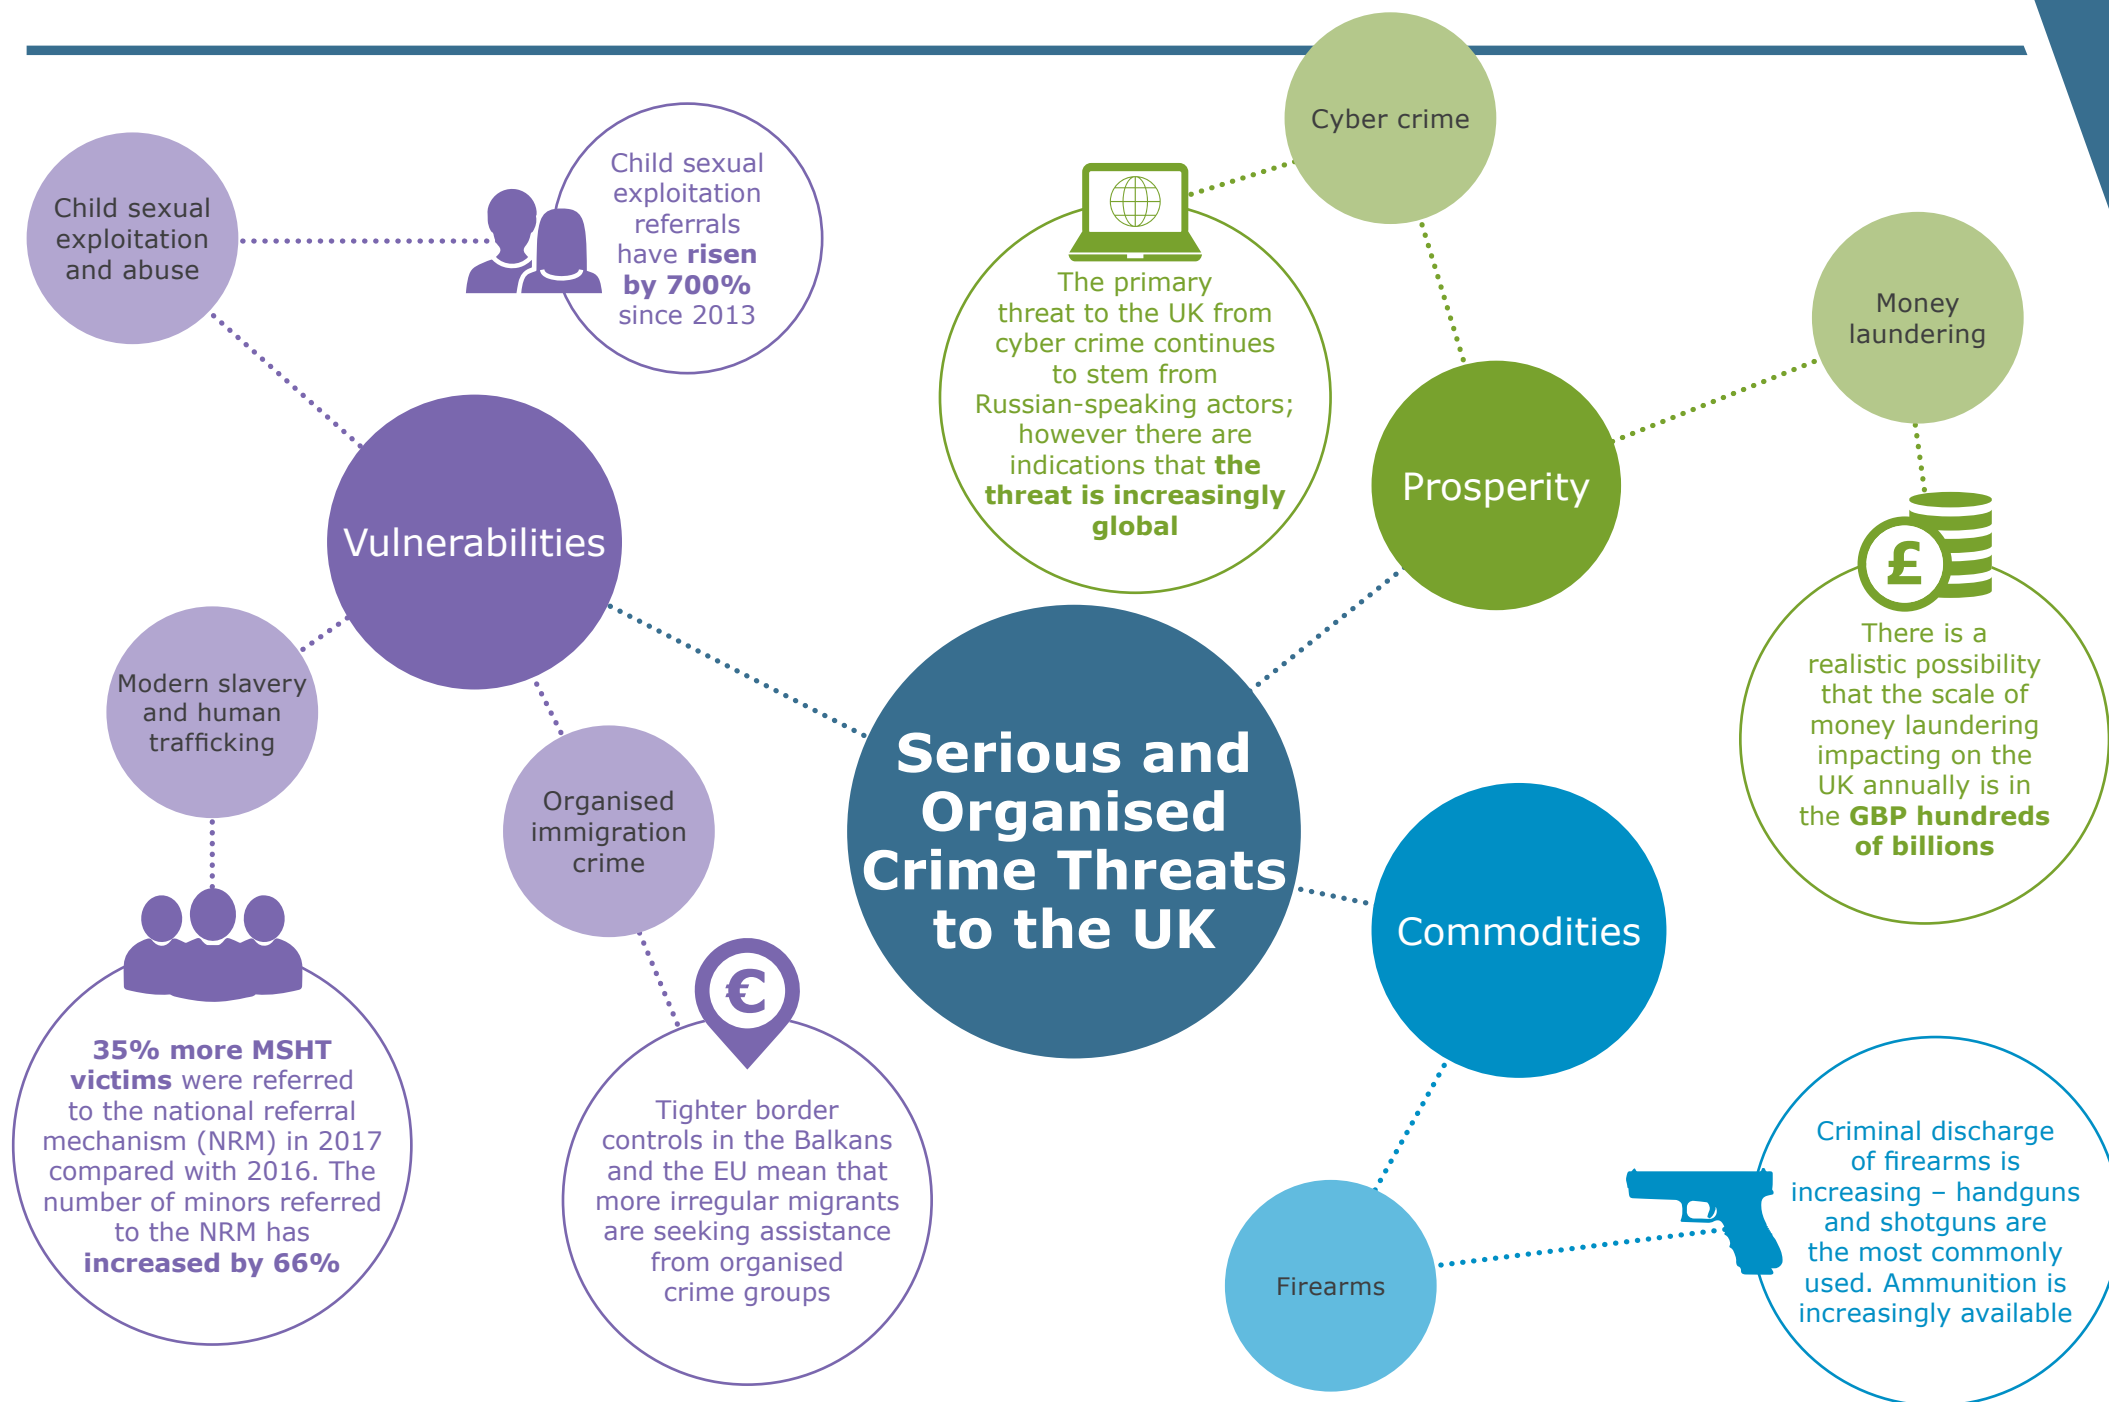 Cyber crime
Child sexual
exploitation
and abuse
Child sexual
exploitation
referrals
have risen
by 700%
since 2013
The primary
threat to the UK from
cyber crime continues
to stem from
Russian-speaking actors;
however there are
indications that the
threat is increasingly
global
Money
laundering
Prosperity
Vulnerabilities
£
There is a
realistic possibility
that the scale of
money laundering
impacting on the
UK annually is in
the GBP hundreds
of billions
Modern slavery
and human
trafficking
Organised
immigration
crime
Serious and
Organised
Crime Threats
to the UK
Commodities
€
35% more MSHT
victims were referred
to the national referral
mechanism (NRM) in 2017
compared with 2016. The
number of minors referred
to the NRM has
increased by 66%
Tighter border
controls in the Balkans
and the EU mean that
more irregular migrants
are seeking assistance
from organised
crime groups
Firearms
Criminal discharge
of firearms is
increasing – handguns
and shotguns are
the most commonly
used. Ammunition is
increasingly available